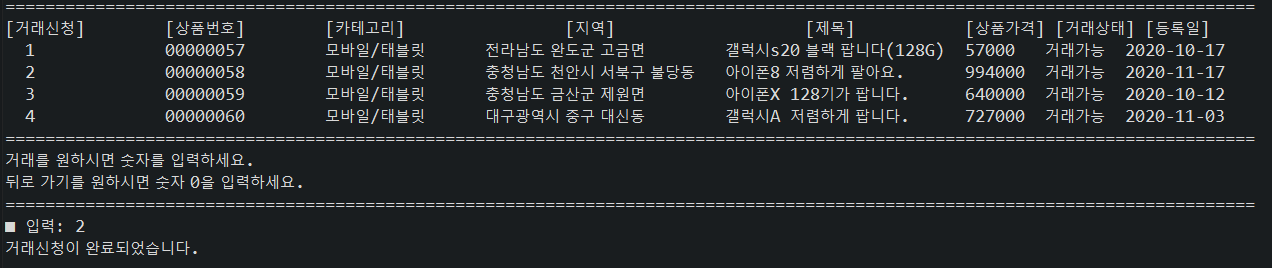 =============================================================================================================================
[거래신청] [상품번호] [카테고리] [지역] [제목] [상품가격] [거래상태] [등록일]
1 00000057 모바일/태블릿 전라남도 완도군 고금면 갤럭시s20 블랙 팝니다(128G) 57000 거래가능 2020-10-17
2 00000058 모바일/태블릿 충청남도 천안시 서북구 불당동 아이폰8 저렴하게 팔아요. 994000 거래가능 2020-11-17
3 00000059 모바일/태블릿 충청남도 금산군 제원면 아이폰X 128기가 팝니다. 640000 거래가능 2020-10-12
4 00000060 모바일/태블릿 대구광역시 중구 대신동 갤럭시A 저렴하게 팝니다. 727000 거래가능 2020-11-03
=============================================================================================================================
거래를 원하시면 숫자를 입력하세요.
뒤로 가기를 원하시면 숫자 0을 입력하세요.
=============================================================================================================================
■ 입력: 2
거래신청이 완료되었습니다.